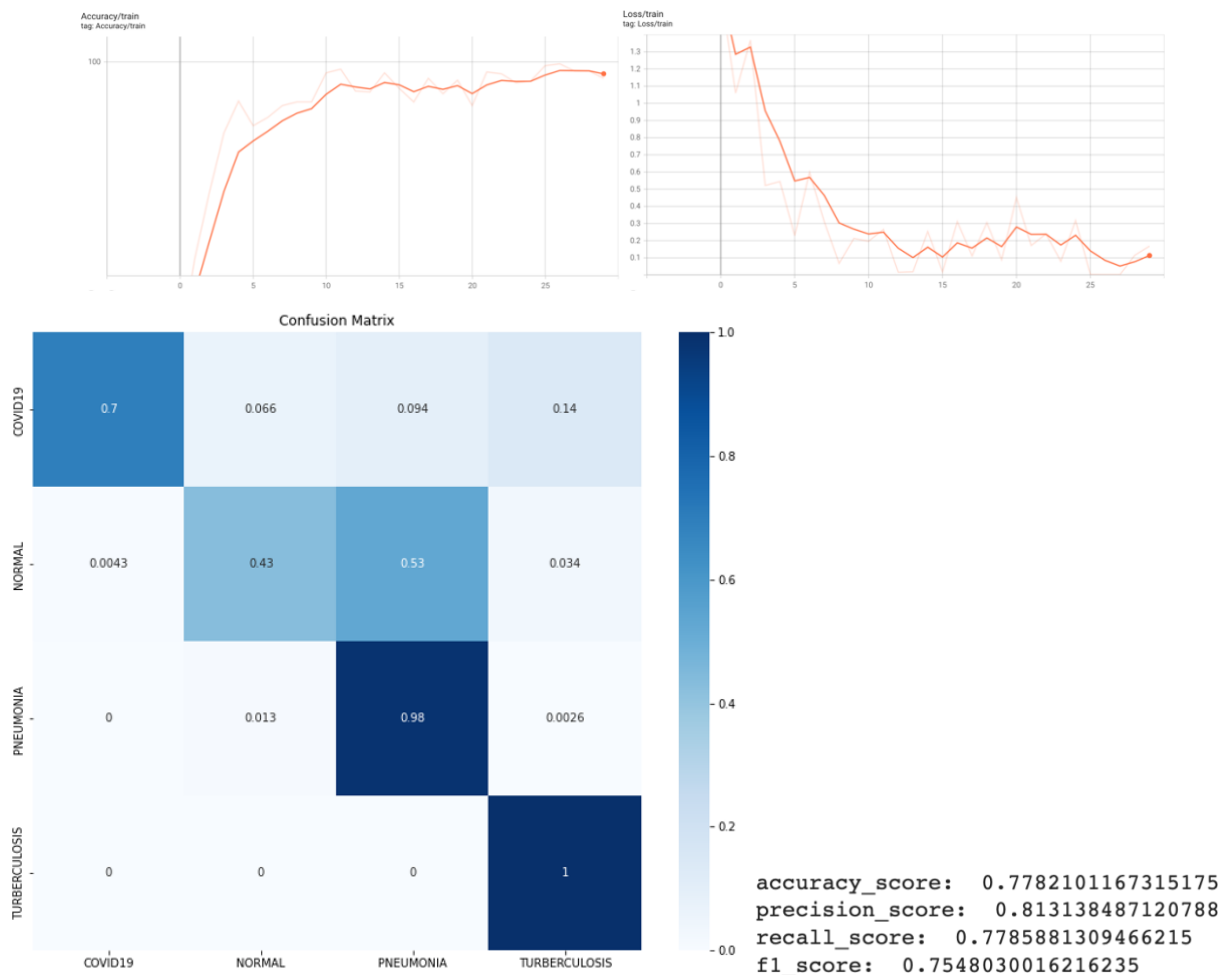 Accuracy/train
tag: Accuracy/train
100
0 5 10 15 20 25
Loss/train
tag: Loss/train
1.3
1.2
1.1
1
0.9
0.8
0.7
0.6
0.5
0.4
0.3
0.2
0.1
0 5 10 15 20 25
Confusion Matrix
COVID19 0.7 0.066 0.094 0.14
NORMAL 0.0043 0.43 0.53 0.034
PNEUMONIA 0 0.013 0.98 0.0026
TURBERCULOSIS 0 0 0 1
COVID19 NORMAL PNEUMONIA TURBERCULOSIS
1.0
0.8
0.6
0.4
0.2
0.0
accuracy_score: 0.7782101167315175
precision_score: 0.813138487120788
recall_score: 0.7785881309466215
f1_score: 0.7548030016216235